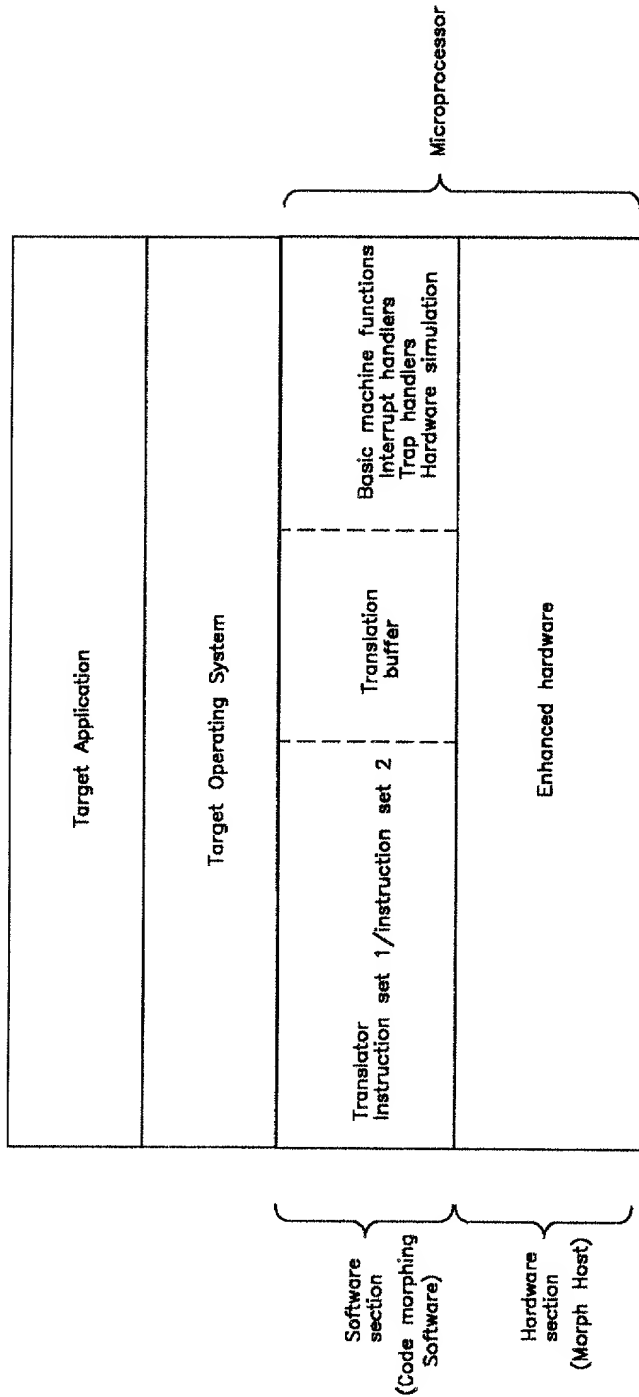 Target Application
Target Operating System
Translator
Instruction set 1/instruction set 2
Translation
buffer
Basic machine functions
Interrupt handlers
Trap handlers
Hardware simulation
Enhanced hardware
Software
section
(Code morphing
Software)
Hardware
section
(Morph Host)
Microprocessor